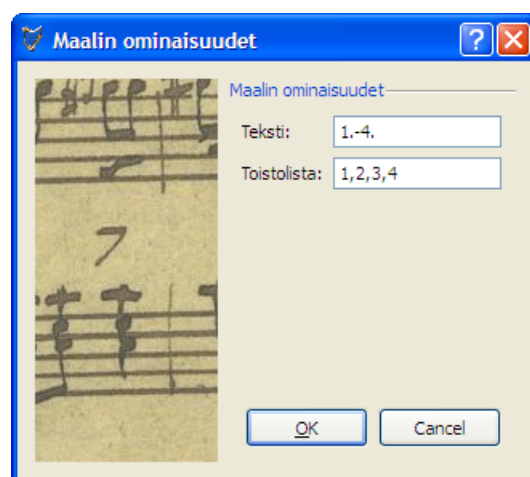 Maalin ominaisuudet
Maalin ominaisuudet
Teksti: 1.-4.
Toistolista: 1,2,3,4
7
OK Cancel